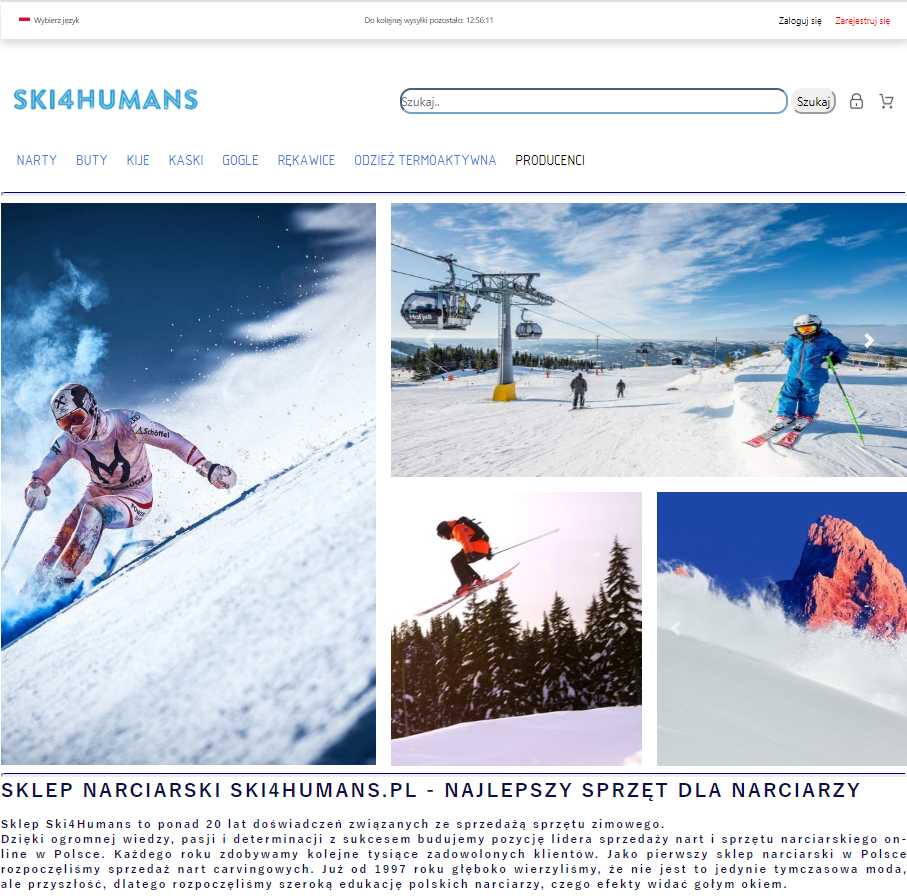 Wybierz język
Do kolejnej wysyłki pozostało: 12:56:11
Zaloguj się
Zarejestruj się
SKI4HUMANS
Szukaj..
Szukaj
NARTY BUTY KIJE KASKI GOGLE RĘKAWICE ODZIEŻ TERMOAKTYWNA PRODUCENCI
Hafjell
Schöffel
SKLEP NARCIARSKI SKI4HUMANS.PL - NAJLEPSZY SPRZĘT DLA NARCIARZY
Sklep Ski4Humans to ponad 20 lat doświadczeń związanych ze sprzedażą sprzętu zimowego.
Dzięki ogromnej wiedzy, pasji i determinacji z sukcesem budujemy pozycję lidera sprzedaży nart i sprzętu narciarskiego on-
line w Polsce. Każdego roku zdobywamy kolejne tysiące zadowolonych klientów. Jako pierwszy sklep narciarski w Polsce
rozpoczęliśmy sprzedaż nart carvingowych. Już od 1997 roku głęboko wierzyliśmy, że nie jest to jedynie tymczasowa moda,
ale przyszłość, dlatego rozpoczęliśmy szeroką edukację polskich narciarzy, czego efekty widać gołym okiem.